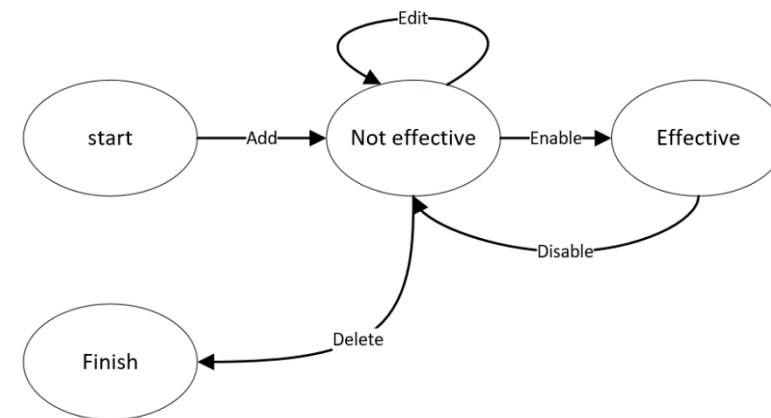 Edit
start
Add
Not effective
Enable
Effective
Disable
Delete
Finish